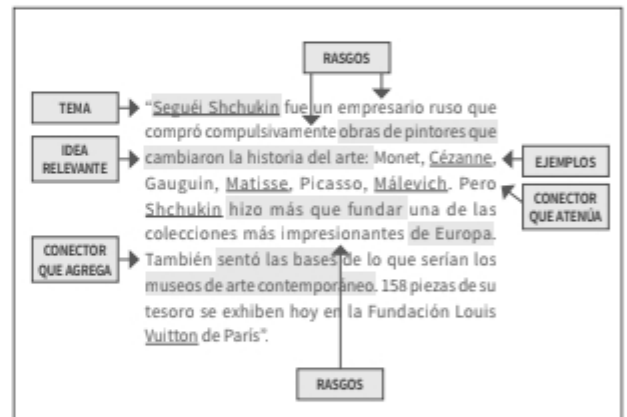 RASGOS
TEMA
"Seguéi Shchukin fue un empresario ruso que
compró compulsivamente obras de pintores que
IDEA
RELEVANTE
cambiaron la historia del arte: Monet, Cézanne,
EJEMPLOS
Gauguin, Matisse, Picasso, Málevich. Pero
CONECTOR
QUE ATENÚA
Shchukin hizo más que fundar una de las
colecciones más impresionantes de Europa.
CONECTOR
QUE AGREGA
También sentó las bases de lo que serían los
museos de arte contemporáneo. 158 piezas de su
tesoro se exhiben hoy en la Fundación Louis
Vuitton de París".
RASGOS